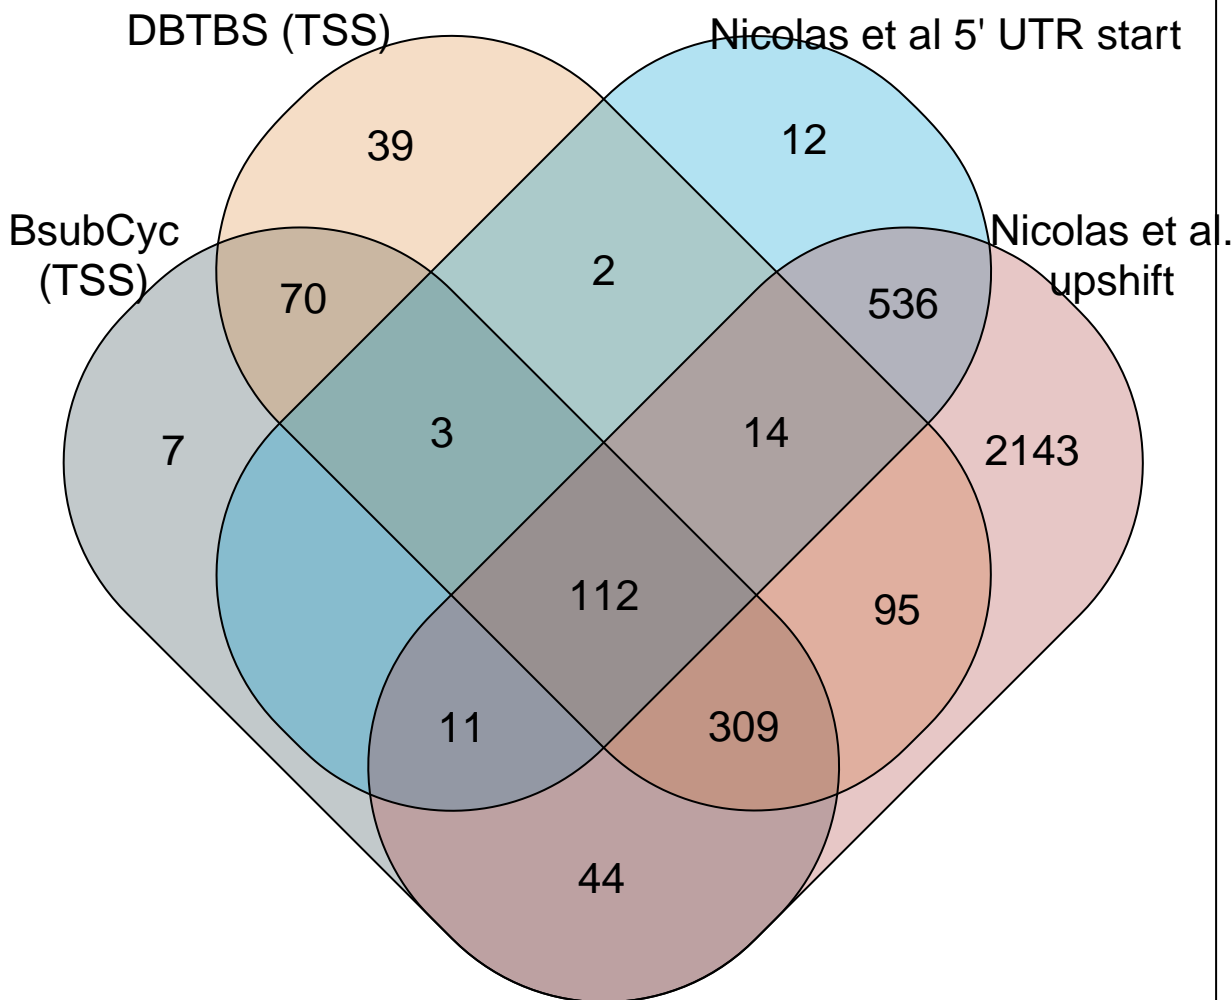 DBTBS (TSS)
Nicolas et al 5' UTR start
39
12
BsubCyc
(TSS)
Nicolas et al.
upshift
70
2
536
7
3
14
2143
112
95
11
309
44